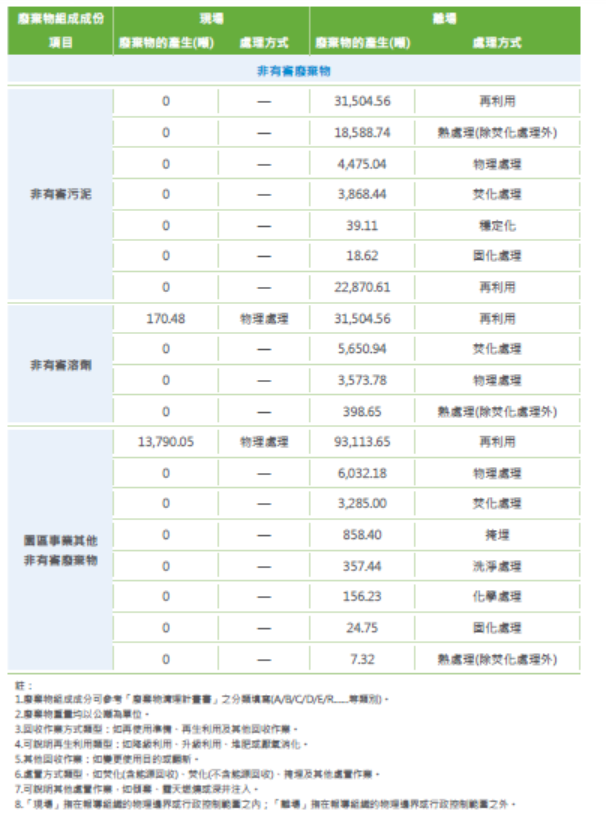 廢棄物組成成份 現場 離場
項目 廢棄物的產生(噸) 處理方式 廢棄物的產生(噸) 處理方式
非有害廢棄物
0 — 31,504.56 再利用
0 — 18,588.74 熱處理(除焚化處理外)
0 — 4,475.04 物理處理
非有害污泥 0 — 3,868.44 焚化處理
0 — 39.11 穩定化
0 — 18.62 固化處理
0 — 22,870.61 再利用
170.48 物理處理 31,504.56 再利用
非有害溶劑 0 — 5,650.94 焚化處理
0 — 3,573.78 物理處理
0 — 398.65 熱處理(除焚化處理外)
13,790.05 物理處理 93,113.65 再利用
0 — 6,032.18 物理處理
0 — 3,285.00 焚化處理
園區事業其他 0 — 858.40 掩埋
非有害廢棄物 0 — 357.44 洗淨處理
0 — 156.23 化學處理
0 — 24.75 固化處理
0 — 7.32 熱處理(除焚化處理外)
註：
1.廢棄物組成成分可參考「廢棄物清理計畫書」之分類填寫(A/B/C/D/E/R......等類別)。
2.廢棄物重量均以公噸為單位。
3.回收作業方式類型：如再使用準備、再生利用及其他回收作業。
4.可說明再生利用類型：如降級利用、升級利用、堆肥或厭氧消化。
5.其他回收作業：如變更使用目的或翻新。
6.處置方式類型，如焚化(含能源回收)、焚化(不含能源回收)、掩埋及其他處置作業。
7.可說明其他處置作業，如傾棄、露天燃燒或深井注入。
8.「現場」指在報導組織的物理邊界或行政控制範圍之內；「離場」指在報導組織的物理邊界或行政控制範圍之外。